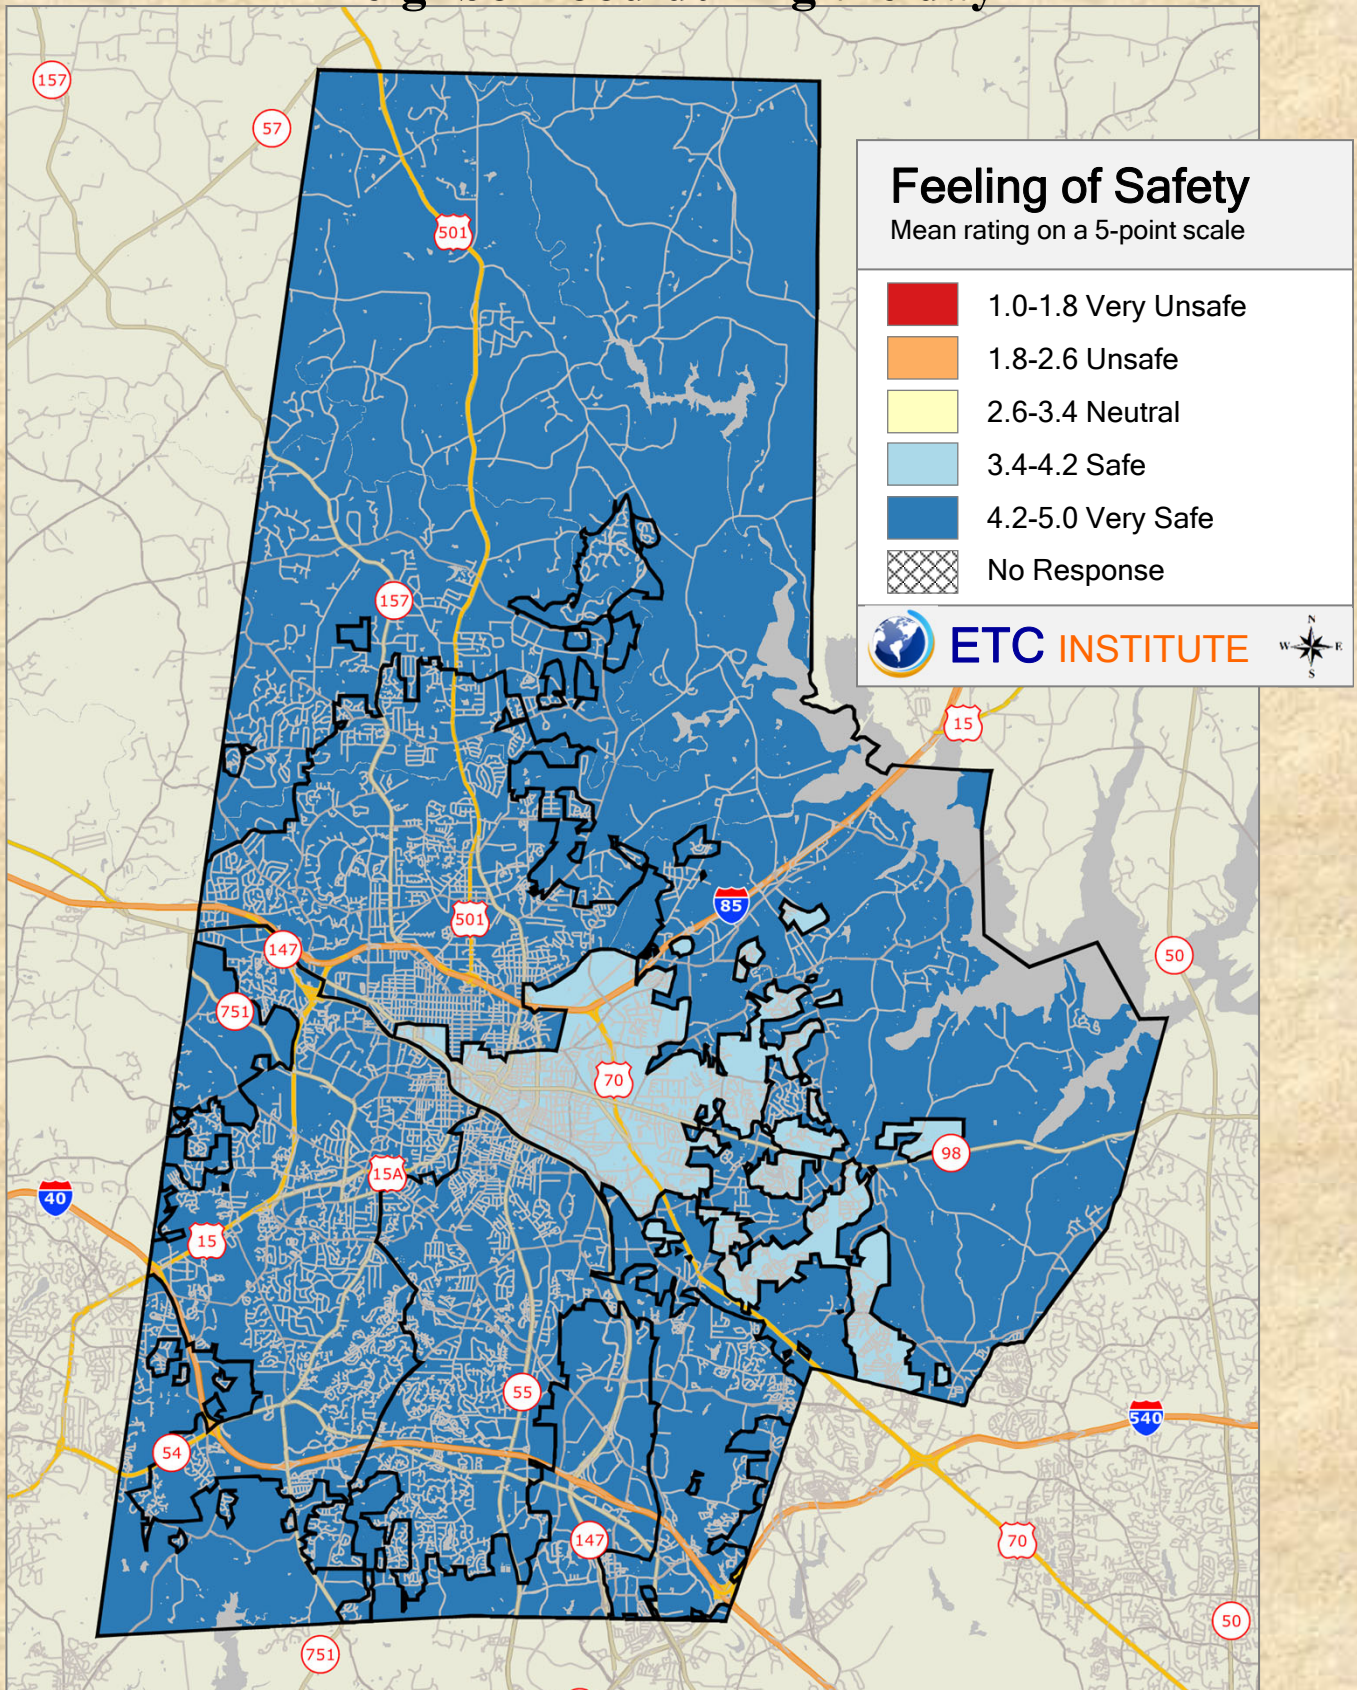 157
57
501
Feeling of Safety
Mean rating on a 5-point scale
1.0-1.8 Very Unsafe
1.8-2.6 Unsafe
2.6-3.4 Neutral
3.4-4.2 Safe
4.2-5.0 Very Safe
No Response
ETC INSTITUTE
N
W
E
S
157
15
85
501
147
50
751
70
98
15A
40
15
55
540
54
147
70
50
751